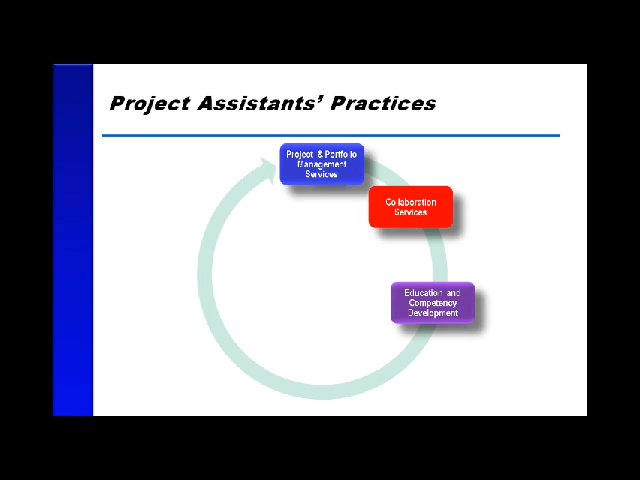 Project Assistants' Practices
Project & Portfolio
Management
Services
Collaboration
Services
Education and
Competency
Development